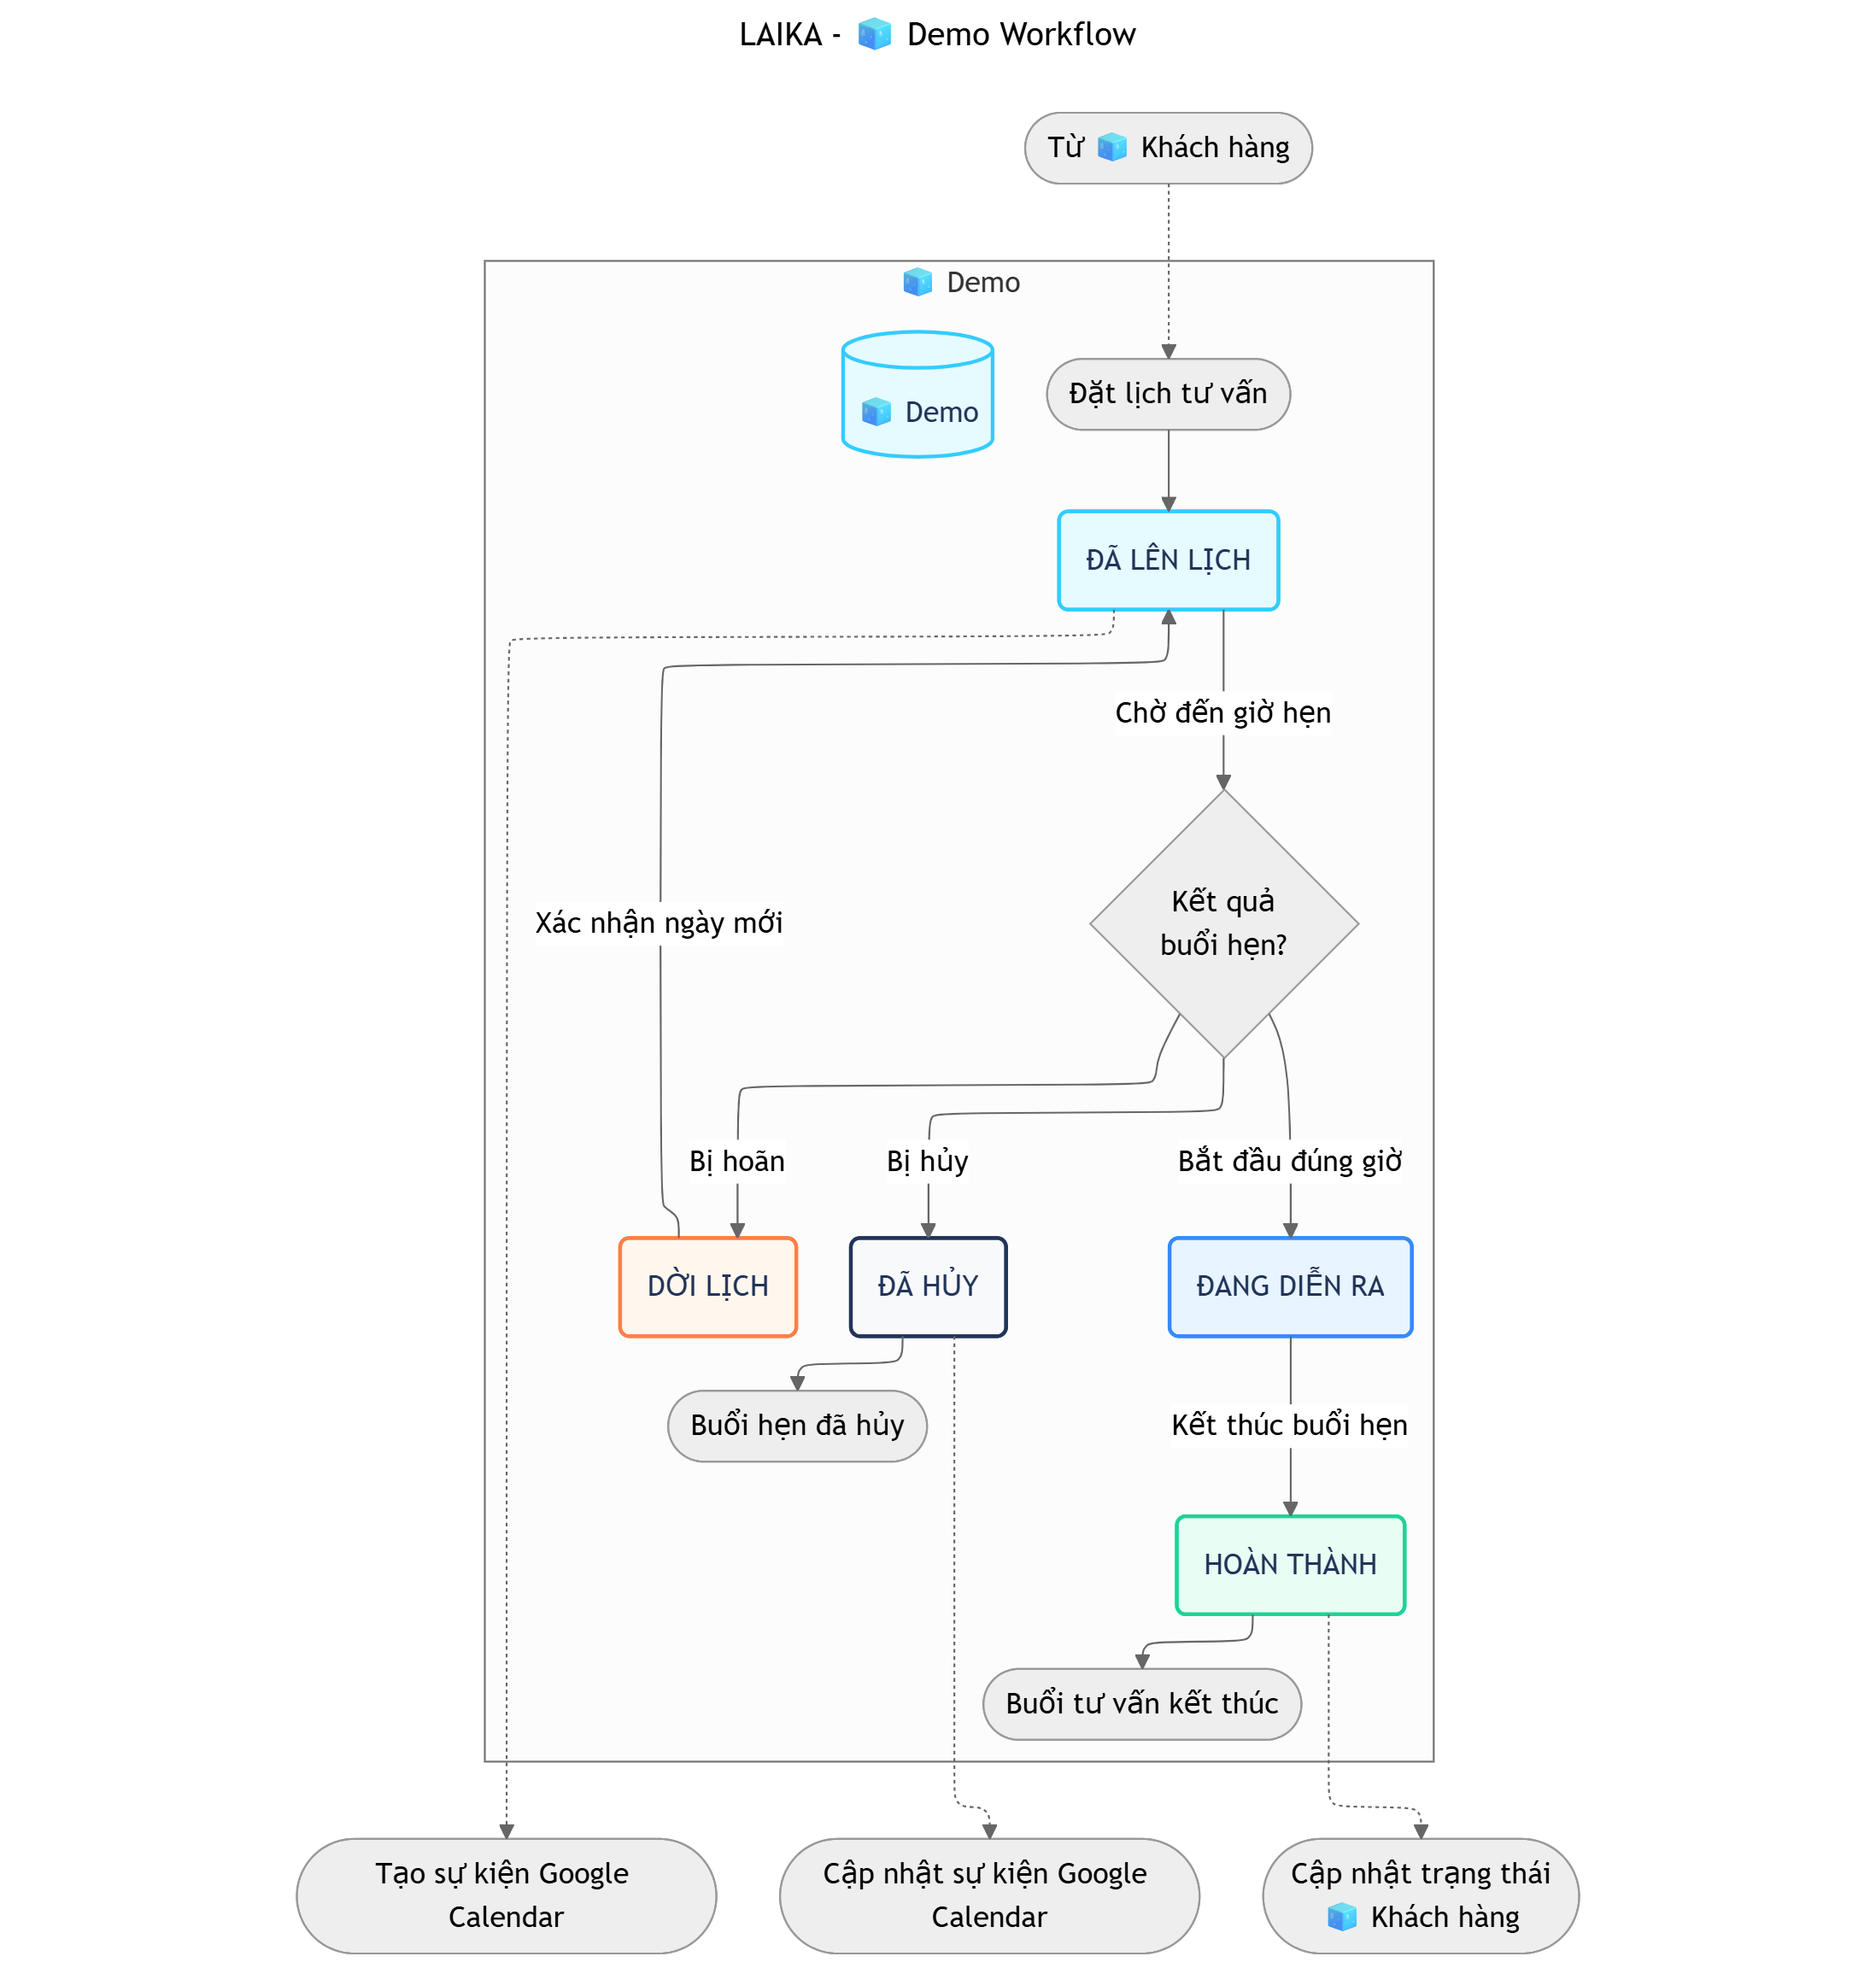 LAIKA - 🧊 Demo Workflow
Từ 🧊 Khách hàng
🧊 Demo
🧊 Demo
Đặt lịch tư vấn
ĐÃ LÊN LỊCH
Chờ đến giờ hẹn
Kết quả
buổi hẹn?
Xác nhận ngày mới
Bị hoãn
Bị hủy
Bắt đầu đúng giờ
DỜI LỊCH
ĐÃ HỦY
ĐANG DIỄN RA
Buổi hẹn đã hủy
Kết thúc buổi hẹn
HOÀN THÀNH
Buổi tư vấn kết thúc
Tạo sự kiện Google
Calendar
Cập nhật sự kiện Google
Calendar
Cập nhật trạng thái
🧊 Khách hàng